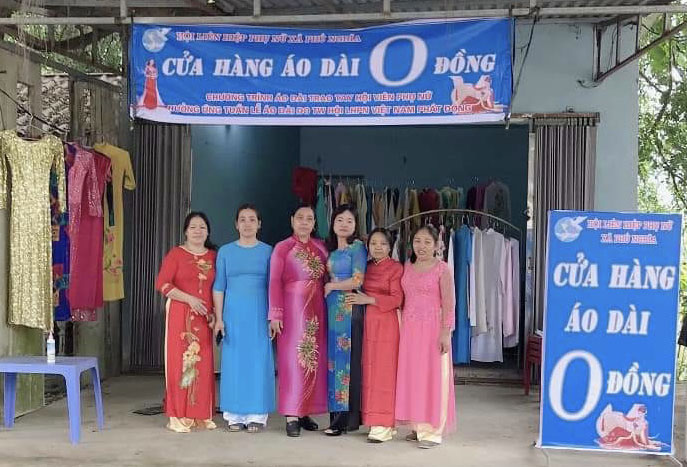 HỘI LIÊN HIỆP PHỤ NỮ XÃ PHÚ NGHĨA
CỬA HÀNG ÁO DÀI 0 ĐỒNG
CHƯƠNG TRÌNH ÁO DÀI TRAO TAY HỘI VIÊN PHỤ NỮ
HƯỞNG ỨNG TUẦN LỄ ÁO DÀI DO TW HỘI LHPN VIỆT NAM PHÁT ĐỘNG
HỘI LIÊN HIỆP PHỤ NỮ
XÃ PHÚ NGHĨA
CỬA HÀNG
ÁO DÀI
0 ĐỒNG